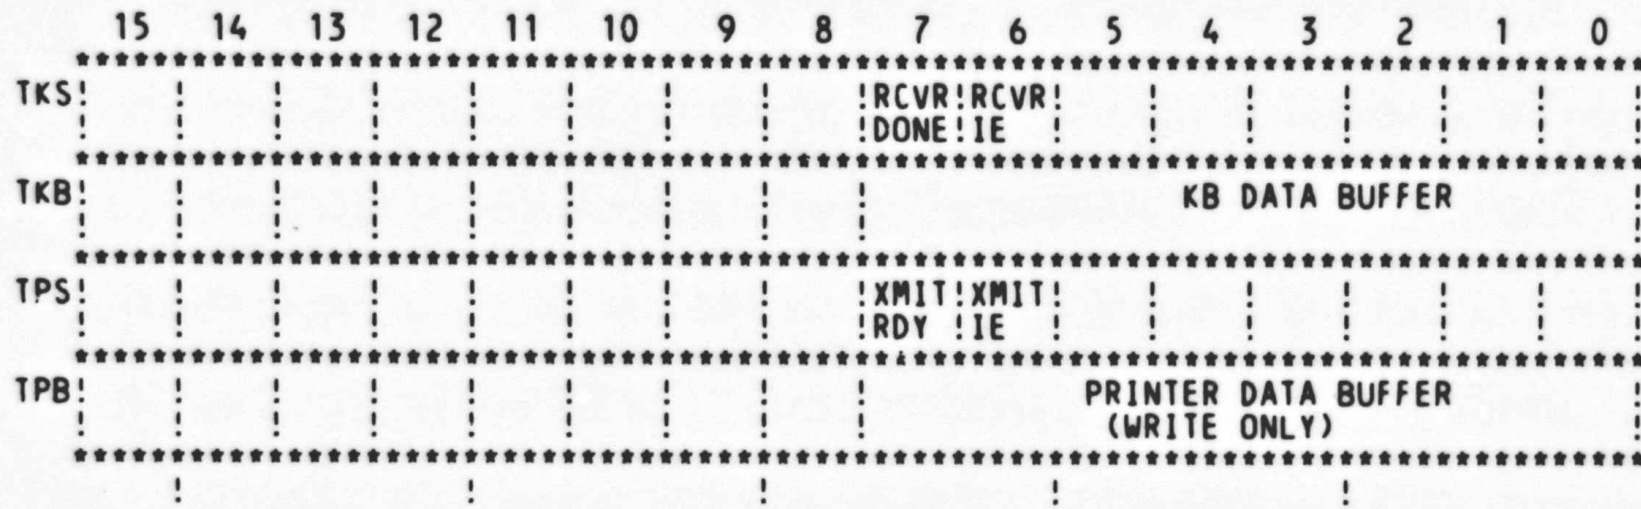 15 14 13 12 11 10 9 8 7 6 5 4 3 2 1 0
TKS RCVR RCVR
DONE IE
TKB KB DATA BUFFER
TPS XMIT XMIT
RDY IE
TPB PRINTER DATA BUFFER
(WRITE ONLY)